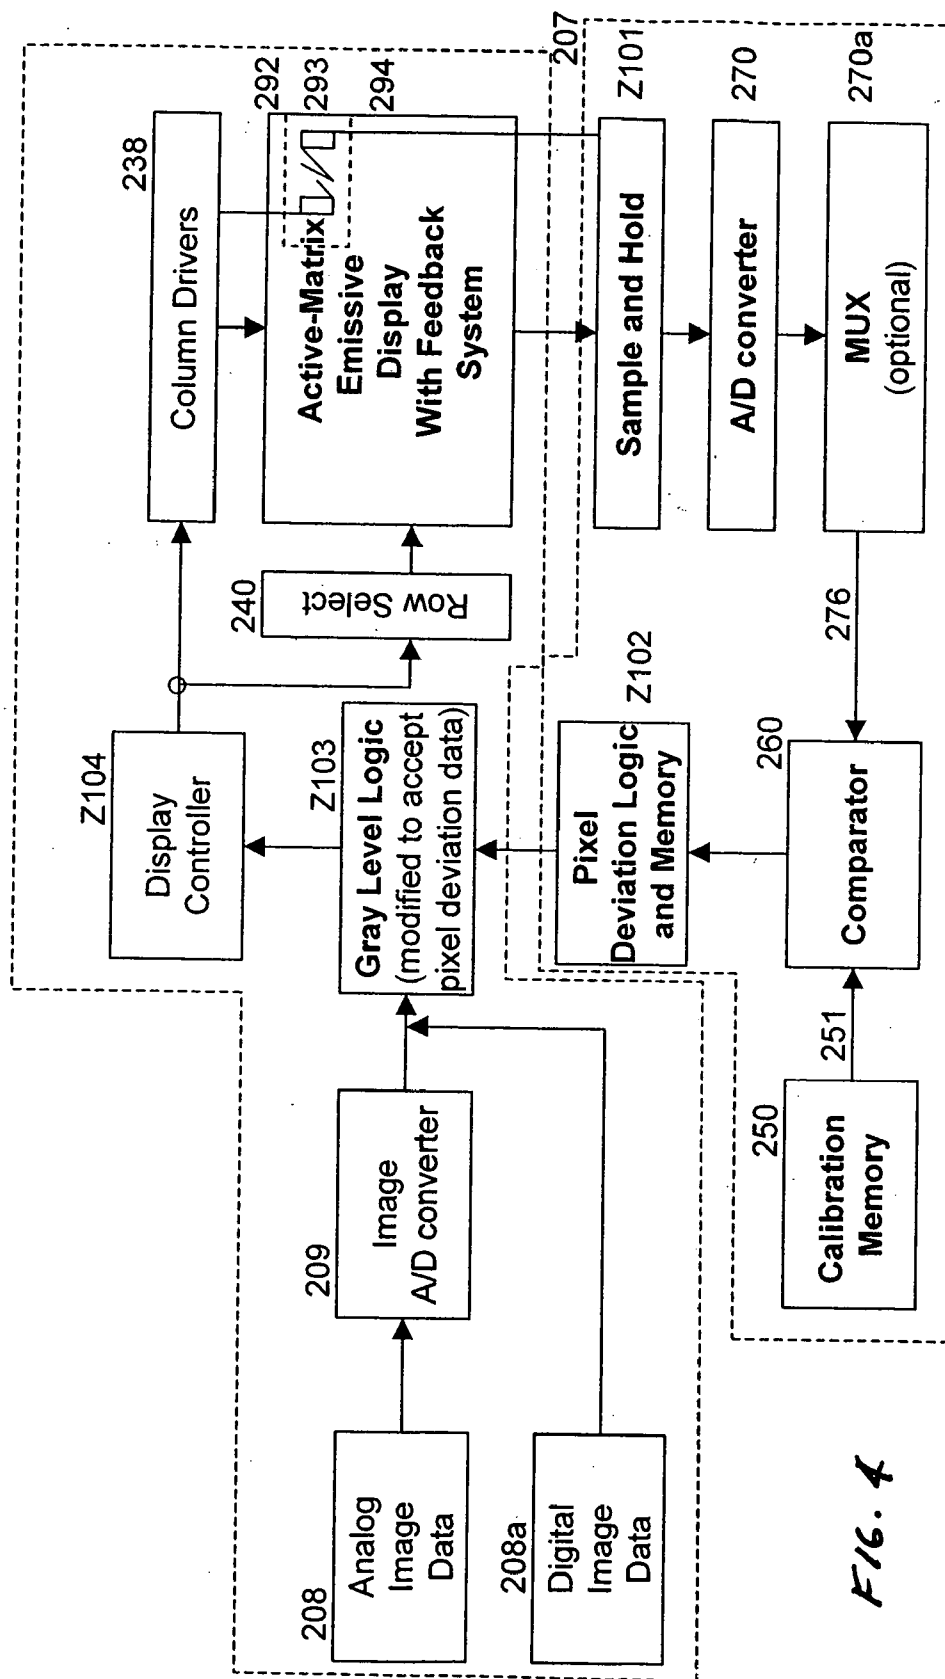 208
Analog
Image
Data
208a
Digital
Image
Data
209
Image
A/D converter
Z104
Display
Controller
Z103
Gray Level Logic
(modified to accept
pixel deviation data)
240
Row Select
238
Column Drivers
292
293
294
Active-Matrix
Emissive
Display
With Feedback
System
207
Z101
Sample and Hold
270
A/D converter
270a
MUX
(optional)
276
260
Comparator
Z102
Pixel
Deviation Logic
and Memory
251
250
Calibration
Memory
FIG. 4